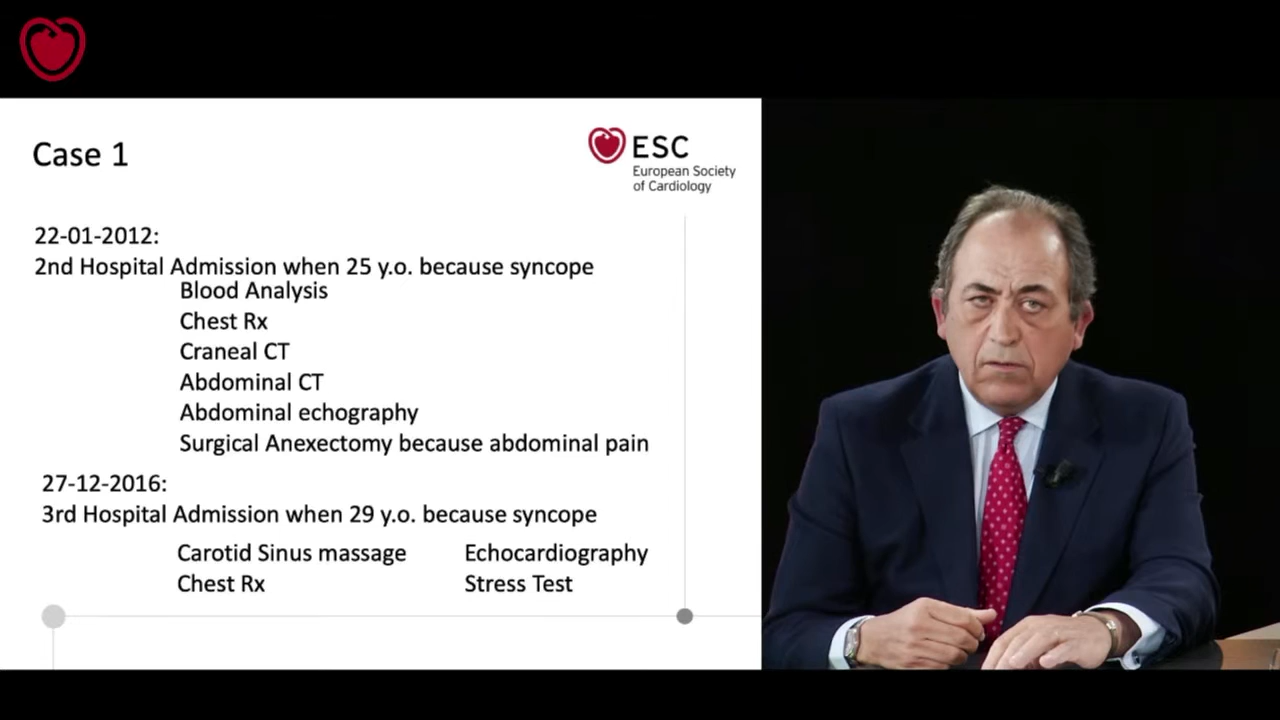 Case 1
ESC
European Society
of Cardiology
22-01-2012:
2nd Hospital Admission when 25 y.o. because syncope
Blood Analysis
Chest Rx
Craneal CT
Abdominal CT
Abdominal echography
Surgical Anexectomy because abdominal pain
27-12-2016:
3rd Hospital Admission when 29 y.o. because syncope
Carotid Sinus massage Echocardiography
Chest Rx Stress Test